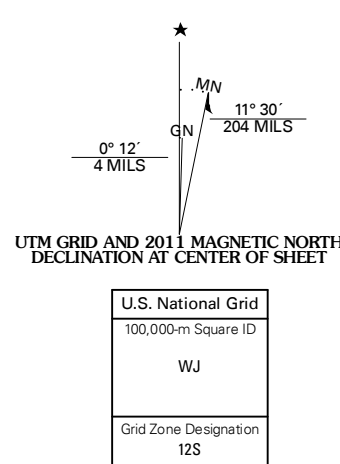 ★
MN
GN
11° 30´
204 MILS
0° 12´
4 MILS
UTM GRID AND 2011 MAGNETIC NORTH
DECLINATION AT CENTER OF SHEET
U.S. National Grid
100,000-m Square ID
WJ
Grid Zone Designation
12S